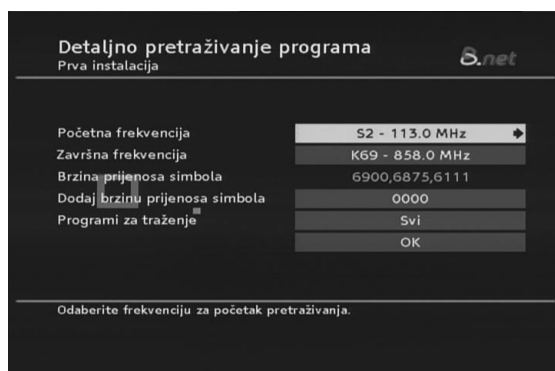 Detaljno pretraživanje programa
Prva instalacija
B.net
Početna frekvencija S2 - 113.0 MHz
Završna frekvencija K69 - 858.0 MHz
Brzina prijenosa simbola 6900,6875,6111
Dodaj brzinu prijenosa simbola 0000
Programi za traženje Svi
OK
Odaberite frekvenciju za početak pretraživanja.